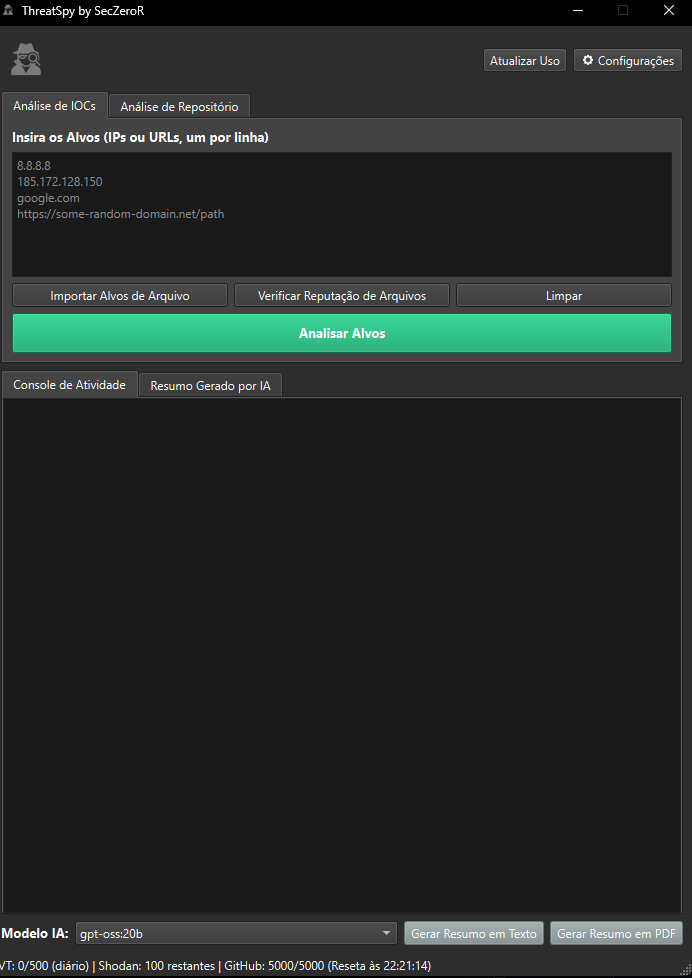 ThreatSpy by SecZeroR
Atualizar Uso
Configurações
Análise de IOCs
Análise de Repositório
Insira os Alvos (IPs ou URLs, um por linha)
8.8.8.8
185.172.128.150
google.com
https://some-random-domain.net/path
Importar Alvos de Arquivo
Verificar Reputação de Arquivos
Limpar
Analisar Alvos
Console de Atividade
Resumo Gerado por IA
Modelo IA:
gpt-oss:20b
Gerar Resumo em Texto
Gerar Resumo em PDF
VT: 0/500 (diário) | Shodan: 100 restantes | GitHub: 5000/5000 (Reseta às 22:21:14)